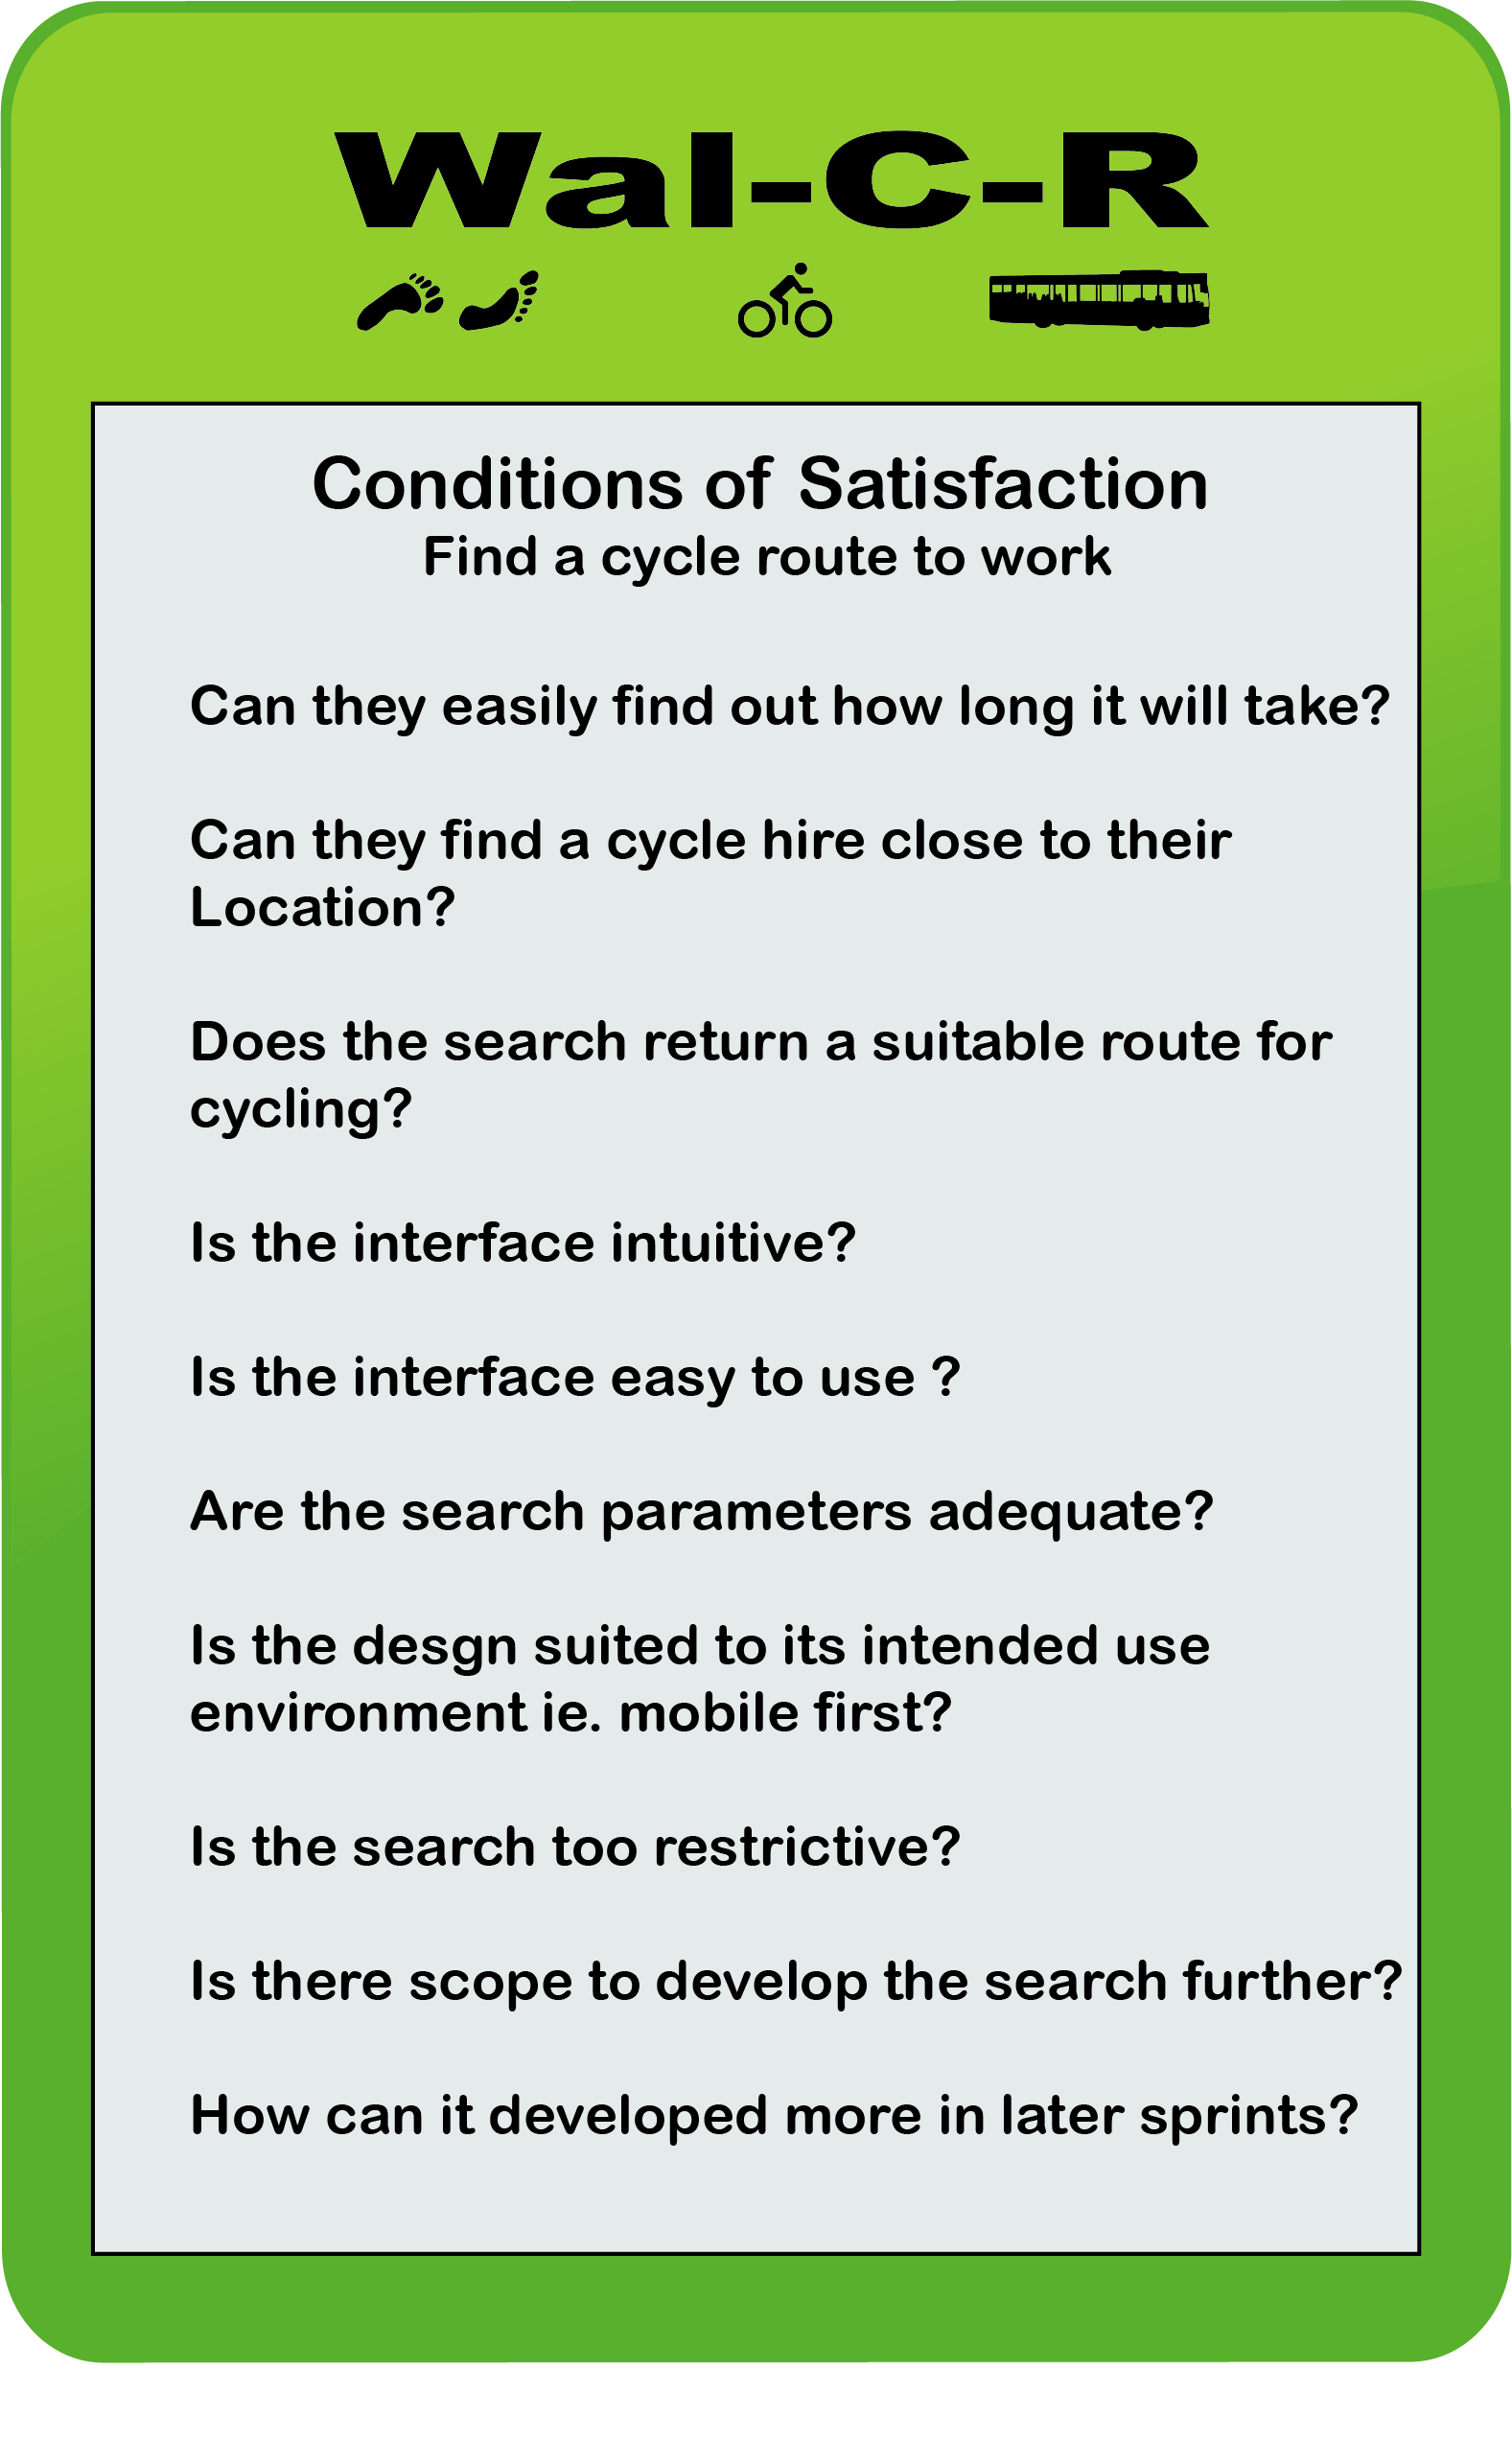 Wal-C-R
Conditions of Satisfaction
Find a cycle route to work
Can they easily find out how long it will take?
Can they find a cycle hire close to their
Location?
Does the search return a suitable route for
cycling?
Is the interface intuitive?
Is the interface easy to use ?
Are the search parameters adequate?
Is the desgn suited to its intended use
environment ie. mobile first?
Is the search too restrictive?
Is there scope to develop the search further?
How can it developed more in later sprints?